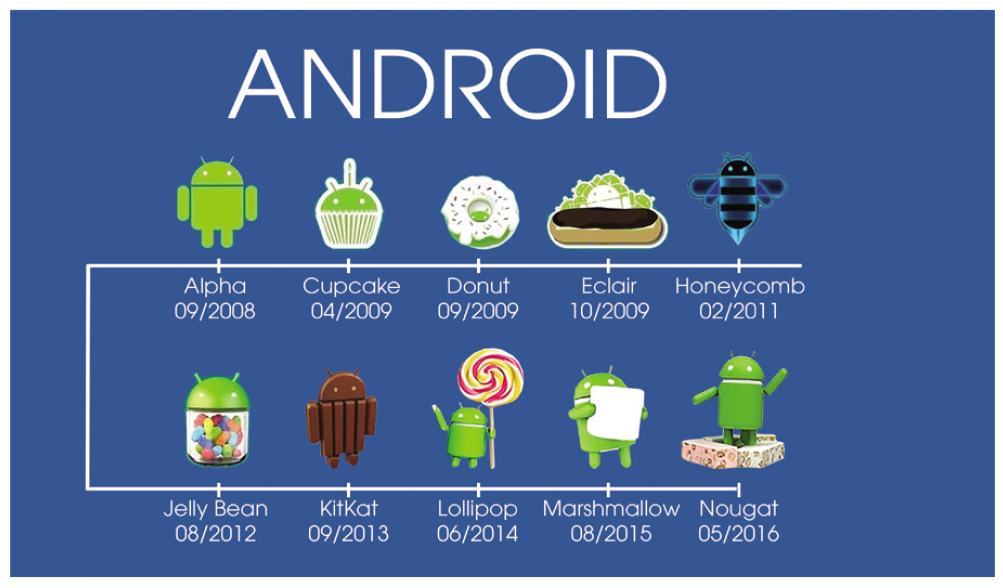 ANDROID
Alpha
09/2008
Cupcake
04/2009
Donut
09/2009
Eclair
10/2009
Honeycomb
02/2011
Jelly Bean
08/2012
KitKat
09/2013
Lollipop
06/2014
Marshmallow
08/2015
Nougat
05/2016